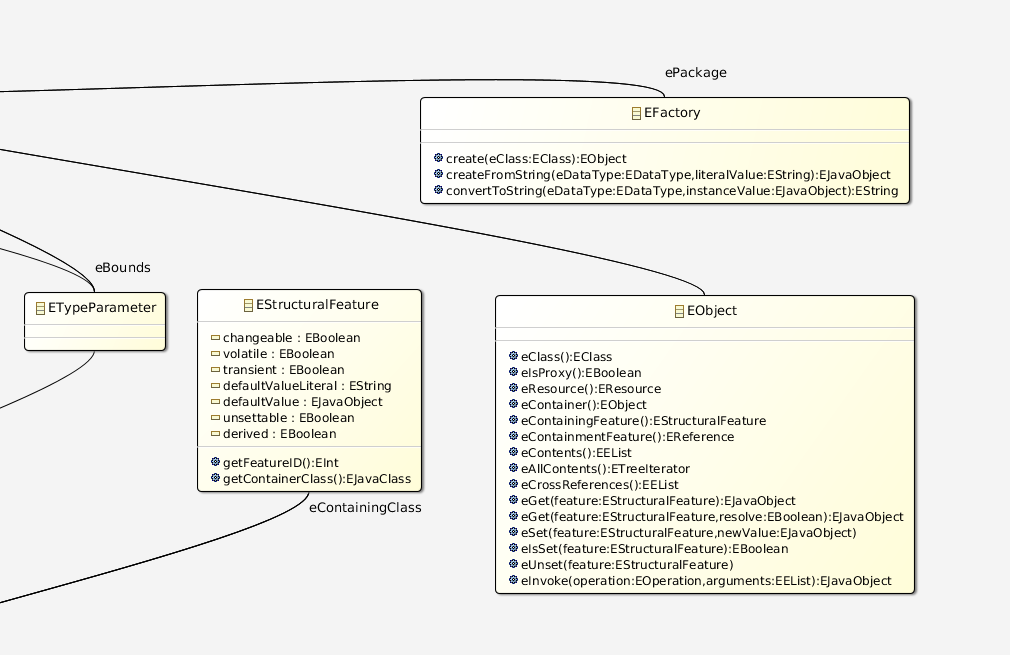 ePackage
EFactory
create(eClass:EClass):EObject
createFromString(eDataType:EDataType,literalValue:EString):EJavaObject
convertToString(eDataType:EDataType,instanceValue:EJavaObject):EString
eBounds
ETypeParameter
EStructuralFeature
changeable : EBoolean
volatile : EBoolean
transient : EBoolean
defaultValueLiteral : EString
defaultValue : EJavaObject
unsettable : EBoolean
derived : EBoolean
getFeatureID():EInt
getContainerClass():EJavaClass
eContainingClass
EObject
eClass():EClass
eIsProxy():EBoolean
eResource():EResource
eContainer():EObject
eContainingFeature():EStructuralFeature
eContainmentFeature():EReference
eContents():EEList
eAllContents():ETreeIterator
eCrossReferences():EEList
eGet(feature:EStructuralFeature):EJavaObject
eGet(feature:EStructuralFeature,resolve:EBoolean):EJavaObject
eSet(feature:EStructuralFeature,newValue:EJavaObject)
eIsSet(feature:EStructuralFeature):EBoolean
eUnset(feature:EStructuralFeature)
eInvoke(operation:EOperation,arguments:EEList):EJavaObject